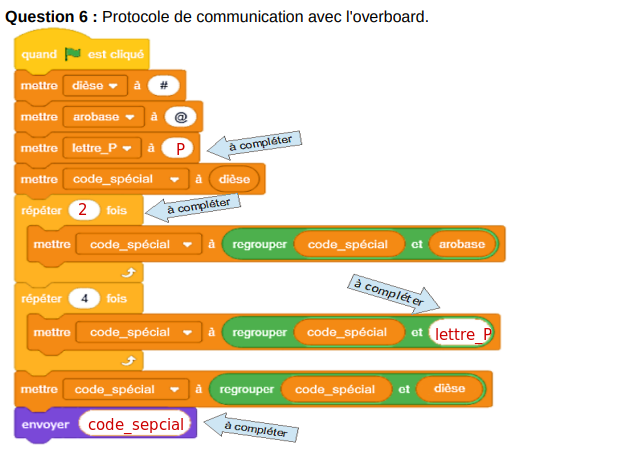 Question 6 : Protocole de communication avec l'overboard.
quand est cliqué
mettre dièse à #
mettre arobase à @
mettre lettre_P à P
à compléter
mettre code_spécial à dièse
répéter 2 fois
à compléter
mettre code_spécial à regrouper code_spécial et arobase
répéter 4 fois
à compléter
mettre code_spécial à regrouper code_spécial et lettre_P
mettre code_spécial à regrouper code_spécial et dièse
envoyer code_sepcial
à compléter